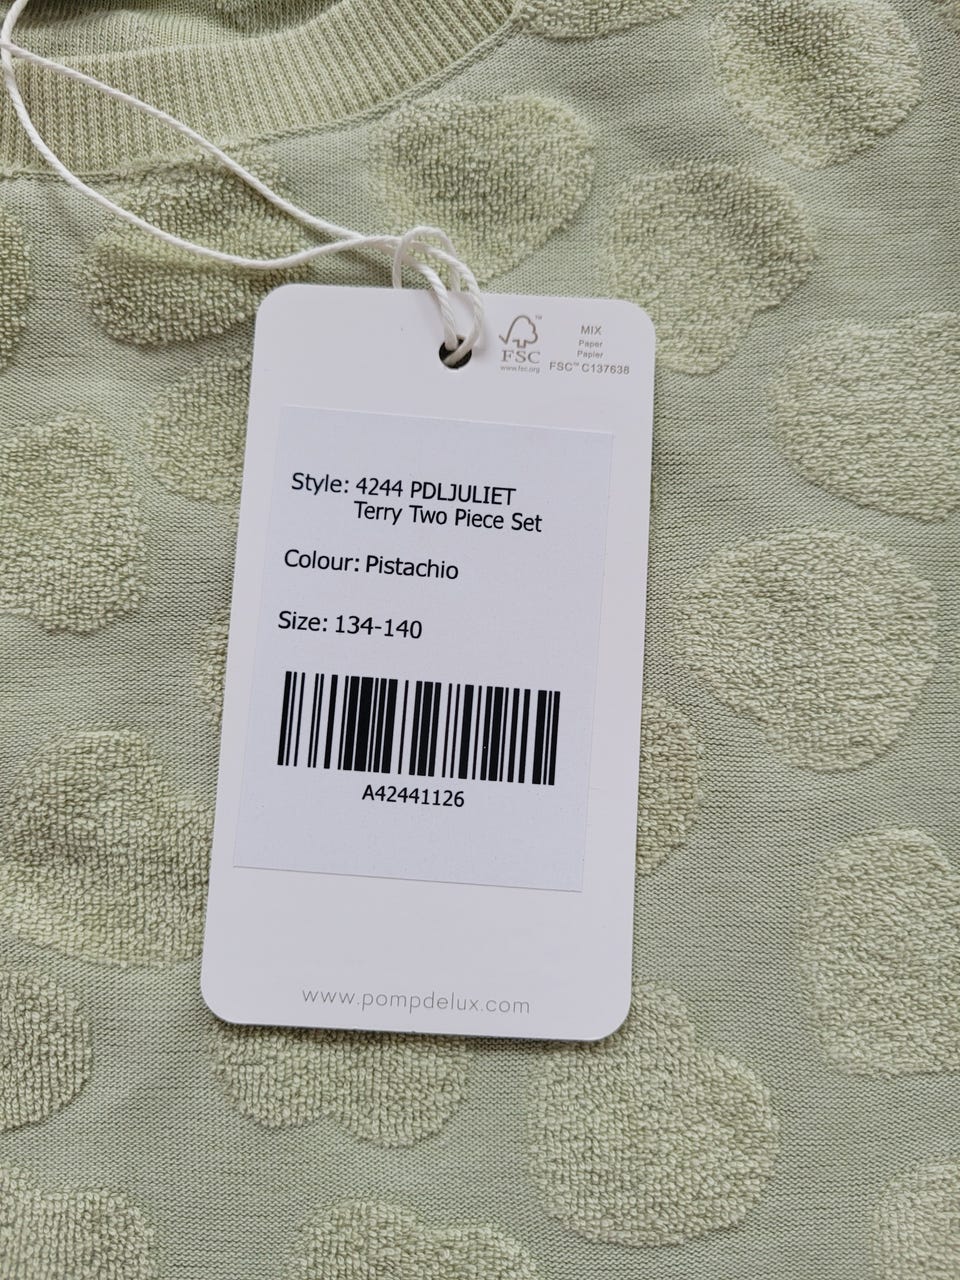 FSC™
www.fsc.org
MIX
Paper
Papier
FSC™ C137638
Style: 4244 PDLJULIET
Terry Two Piece Set
Colour: Pistachio
Size: 134-140
A42441126
www.pompdelux.com